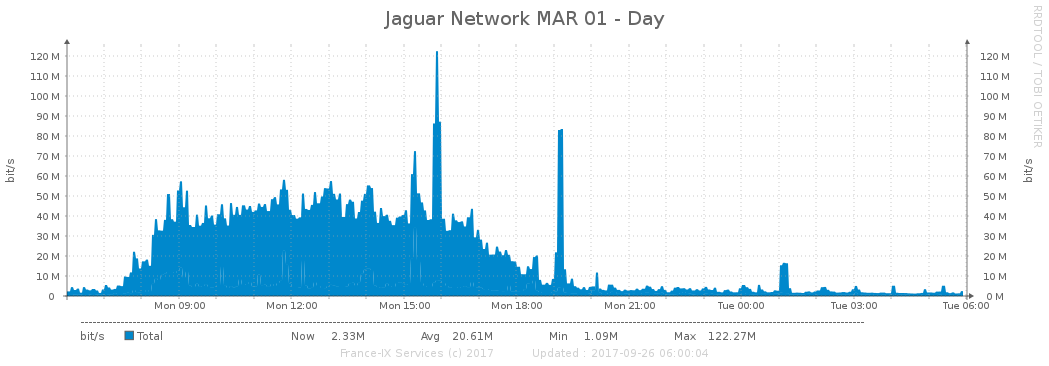 Jaguar Network MAR 01 - Day
RRDTOOL / TOBI OETIKER
bit/s
120 M 120 M
110 M 110 M
100 M 100 M
90 M 90 M
80 M 80 M
70 M 70 M
60 M 60 M
50 M 50 M
40 M 40 M
30 M 30 M
20 M 20 M
10 M 10 M
0 0 M
bit/s
Mon 09:00 Mon 12:00 Mon 15:00 Mon 18:00 Mon 21:00 Tue 00:00 Tue 03:00 Tue 06:00
bit/s Total Now 2.33M Avg 20.61M Min 1.09M Max 122.27M
France-IX Services (c) 2017 Updated : 2017-09-26 06:00:04